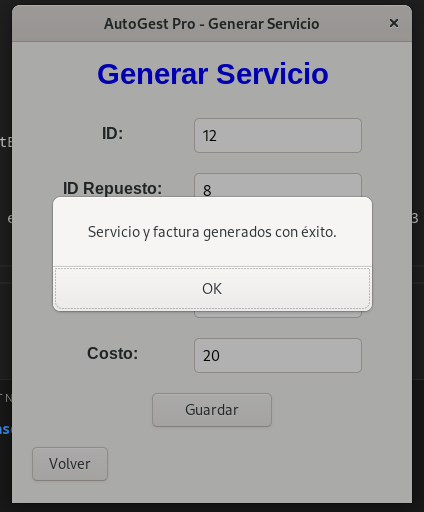 AutoGest Pro - Generar Servicio
×
Generar Servicio
ID: 12
ID Repuesto: 8
Servicio y factura generados con éxito.
OK
Costo: 20
Guardar
Volver